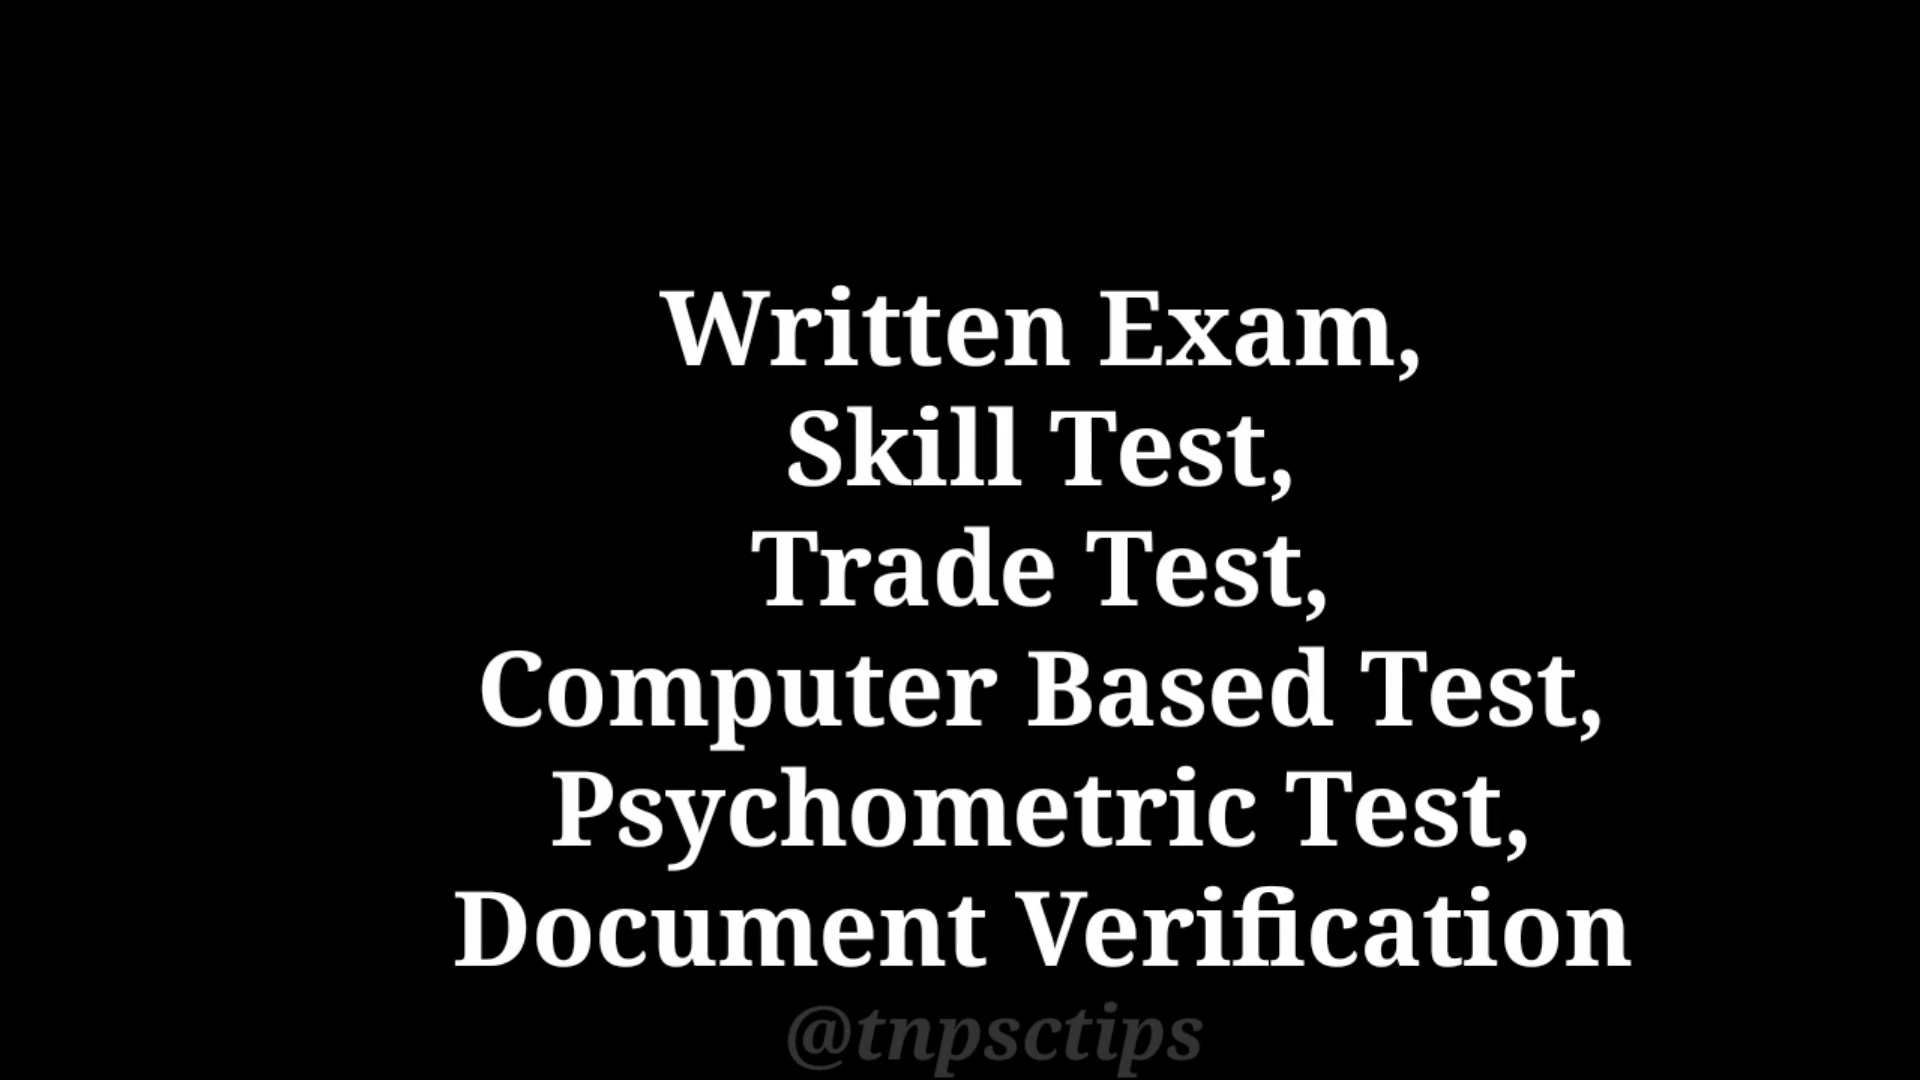 Written Exam,
Skill Test,
Trade Test,
Computer Based Test,
Psychometric Test,
Document Verification
@tnpsctips